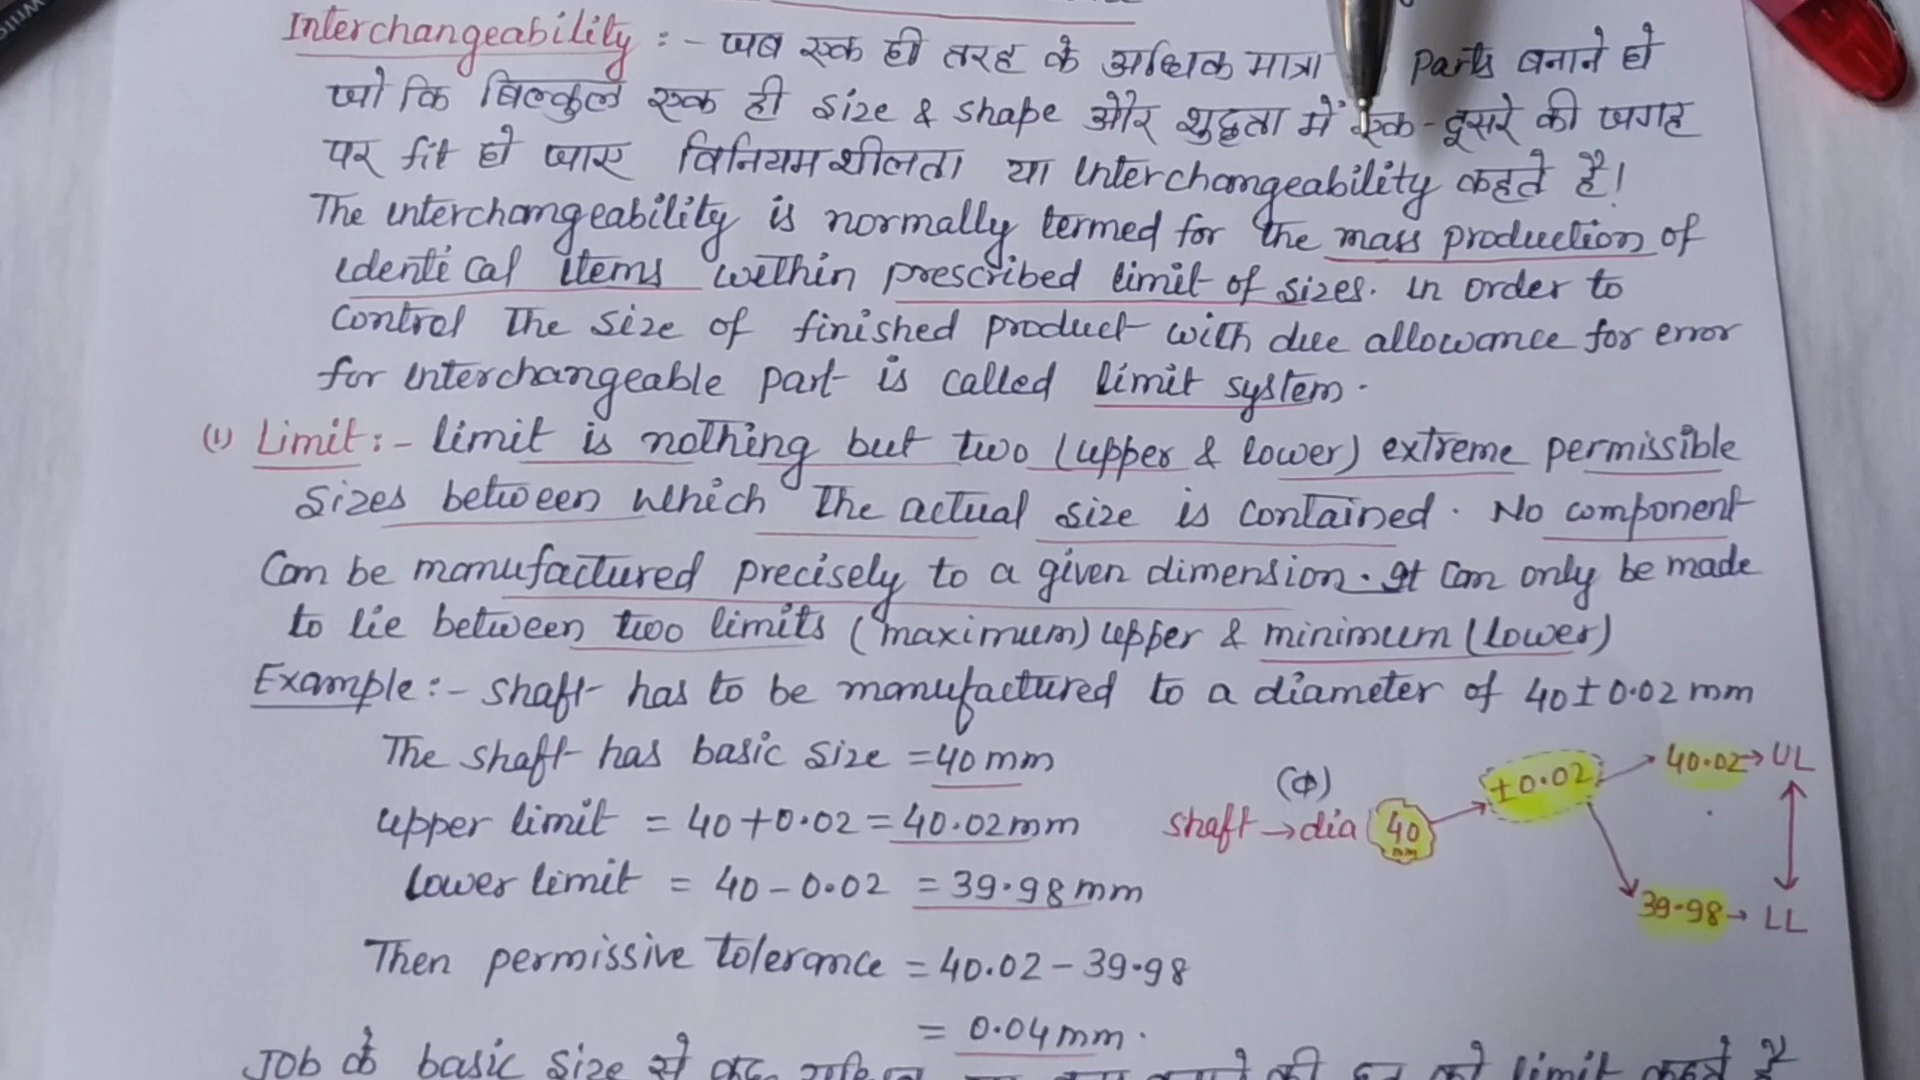 Interchangeability :- जब एक ही तरह के अधिक मात्रा Parts बनाने हो
जो कि बिल्कुल एक ही size & shape और शुद्धता में एक-दूसरे की जगह
पर fit हो जाए विनियमशीलता या Interchangeability कहते है!
The interchangeability is normally termed for the mass production of
identical items within prescribed limit of sizes. In order to
control the size of finished product with due allowance for error
for interchangeable part is called limit system.
(1) Limit :- limit is nothing but two (upper & lower) extreme permissible
sizes between which the actual size is contained. No component
Can be manufactured precisely to a given dimension. It can only be made
to lie between two limits (maximum) upper & minimum (lower)
Example :- shaft has to be manufactured to a diameter of 40±0.02 mm
The shaft has basic size = 40 mm
upper limit = 40+0.02 = 40.02mm
lower limit = 40-0.02 = 39.98 mm
(Φ)
shaft → dia 40 mm → ±0.02 → 40.02 → UL
39.98 → LL
Then permissive tolerance = 40.02 - 39.98
= 0.04mm.
Job के basic size से limit कहते है